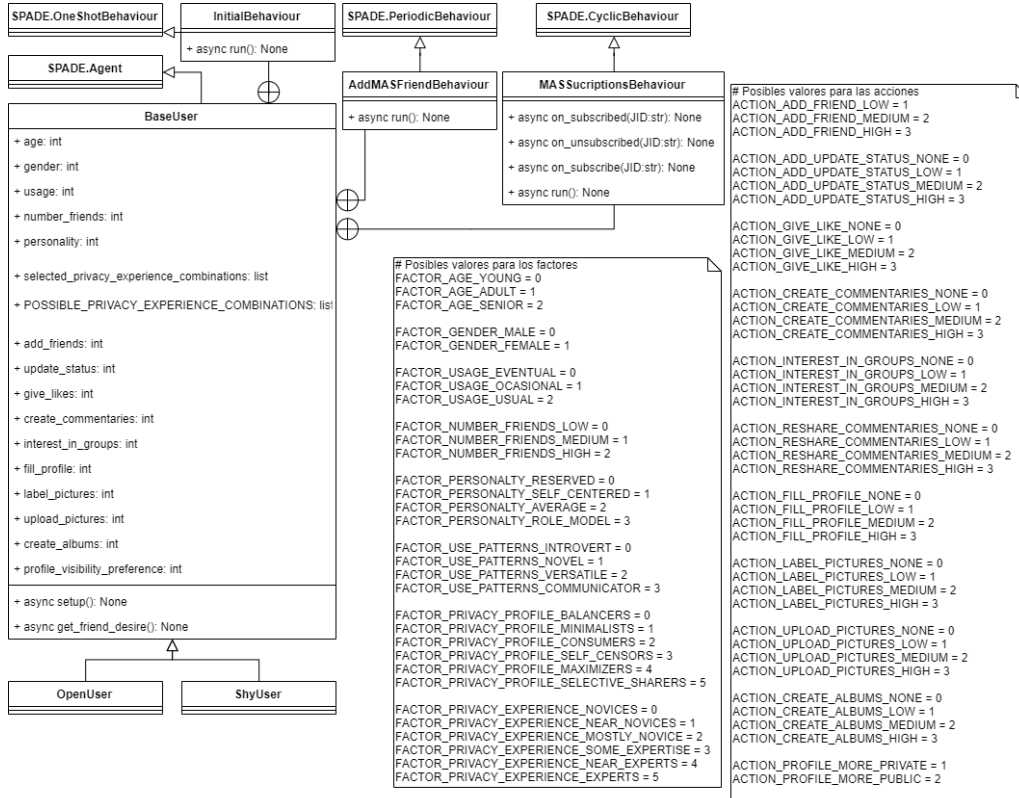 SPADE.OneShotBehaviour
InitialBehaviour
+ async run(): None
SPADE.PeriodicBehaviour
SPADE.CyclicBehaviour
SPADE.Agent
AddMASFriendBehaviour
+ async run(): None
MASSucriptionsBehaviour
+ async on_subscribed(JID:str): None
+ async on_unsubscribed(JID:str): None
+ async on_subscribe(JID:str): None
+ async run(): None
BaseUser
+ age: int
+ gender: int
+ usage: int
+ number_friends: int
+ personality: int
+ selected_privacy_experience_combinations: list
+ POSSIBLE_PRIVACY_EXPERIENCE_COMBINATIONS: list
+ add_friends: int
+ update_status: int
+ give_likes: int
+ create_commentaries: int
+ interest_in_groups: int
+ fill_profile: int
+ label_pictures: int
+ upload_pictures: int
+ create_albums: int
+ profile_visibility_preference: int
+ async setup(): None
+ async get_friend_desire(): None
OpenUser
ShyUser
# Posibles valores para los factores
FACTOR_AGE_YOUNG = 0
FACTOR_AGE_ADULT = 1
FACTOR_AGE_SENIOR = 2
FACTOR_GENDER_MALE = 0
FACTOR_GENDER_FEMALE = 1
FACTOR_USAGE_EVENTUAL = 0
FACTOR_USAGE_OCASIONAL = 1
FACTOR_USAGE_USUAL = 2
FACTOR_NUMBER_FRIENDS_LOW = 0
FACTOR_NUMBER_FRIENDS_MEDIUM = 1
FACTOR_NUMBER_FRIENDS_HIGH = 2
FACTOR_PERSONALTY_RESERVED = 0
FACTOR_PERSONALTY_SELF_CENTERED = 1
FACTOR_PERSONALTY_AVERAGE = 2
FACTOR_PERSONALTY_ROLE_MODEL = 3
FACTOR_USE_PATTERNS_INTROVERT = 0
FACTOR_USE_PATTERNS_NOVEL = 1
FACTOR_USE_PATTERNS_VERSATILE = 2
FACTOR_USE_PATTERNS_COMMUNICATOR = 3
FACTOR_PRIVACY_PROFILE_BALANCERS = 0
FACTOR_PRIVACY_PROFILE_MINIMALISTS = 1
FACTOR_PRIVACY_PROFILE_CONSUMERS = 2
FACTOR_PRIVACY_PROFILE_SELF_CENSORS = 3
FACTOR_PRIVACY_PROFILE_MAXIMIZERS = 4
FACTOR_PRIVACY_PROFILE_SELECTIVE_SHARERS = 5
FACTOR_PRIVACY_EXPERIENCE_NOVICES = 0
FACTOR_PRIVACY_EXPERIENCE_NEAR_NOVICES = 1
FACTOR_PRIVACY_EXPERIENCE_MOSTLY_NOVICE = 2
FACTOR_PRIVACY_EXPERIENCE_SOME_EXPERTISE = 3
FACTOR_PRIVACY_EXPERIENCE_NEAR_EXPERTS = 4
FACTOR_PRIVACY_EXPERIENCE_EXPERTS = 5
# Posibles valores para las acciones
ACTION_ADD_FRIEND_LOW = 1
ACTION_ADD_FRIEND_MEDIUM = 2
ACTION_ADD_FRIEND_HIGH = 3
ACTION_ADD_UPDATE_STATUS_NONE = 0
ACTION_ADD_UPDATE_STATUS_LOW = 1
ACTION_ADD_UPDATE_STATUS_MEDIUM = 2
ACTION_ADD_UPDATE_STATUS_HIGH = 3
ACTION_GIVE_LIKE_NONE = 0
ACTION_GIVE_LIKE_LOW = 1
ACTION_GIVE_LIKE_MEDIUM = 2
ACTION_GIVE_LIKE_HIGH = 3
ACTION_CREATE_COMMENTARIES_NONE = 0
ACTION_CREATE_COMMENTARIES_LOW = 1
ACTION_CREATE_COMMENTARIES_MEDIUM = 2
ACTION_CREATE_COMMENTARIES_HIGH = 3
ACTION_INTEREST_IN_GROUPS_NONE = 0
ACTION_INTEREST_IN_GROUPS_LOW = 1
ACTION_INTEREST_IN_GROUPS_MEDIUM = 2
ACTION_INTEREST_IN_GROUPS_HIGH = 3
ACTION_RESHARE_COMMENTARIES_NONE = 0
ACTION_RESHARE_COMMENTARIES_LOW = 1
ACTION_RESHARE_COMMENTARIES_MEDIUM = 2
ACTION_RESHARE_COMMENTARIES_HIGH = 3
ACTION_FILL_PROFILE_NONE = 0
ACTION_FILL_PROFILE_LOW = 1
ACTION_FILL_PROFILE_MEDIUM = 2
ACTION_FILL_PROFILE_HIGH = 3
ACTION_LABEL_PICTURES_NONE = 0
ACTION_LABEL_PICTURES_LOW = 1
ACTION_LABEL_PICTURES_MEDIUM = 2
ACTION_LABEL_PICTURES_HIGH = 3
ACTION_UPLOAD_PICTURES_NONE = 0
ACTION_UPLOAD_PICTURES_LOW = 1
ACTION_UPLOAD_PICTURES_MEDIUM = 2
ACTION_UPLOAD_PICTURES_HIGH = 3
ACTION_CREATE_ALBUMS_NONE = 0
ACTION_CREATE_ALBUMS_LOW = 1
ACTION_CREATE_ALBUMS_MEDIUM = 2
ACTION_CREATE_ALBUMS_HIGH = 3
ACTION_PROFILE_MORE_PRIVATE = 1
ACTION_PROFILE_MORE_PUBLIC = 2